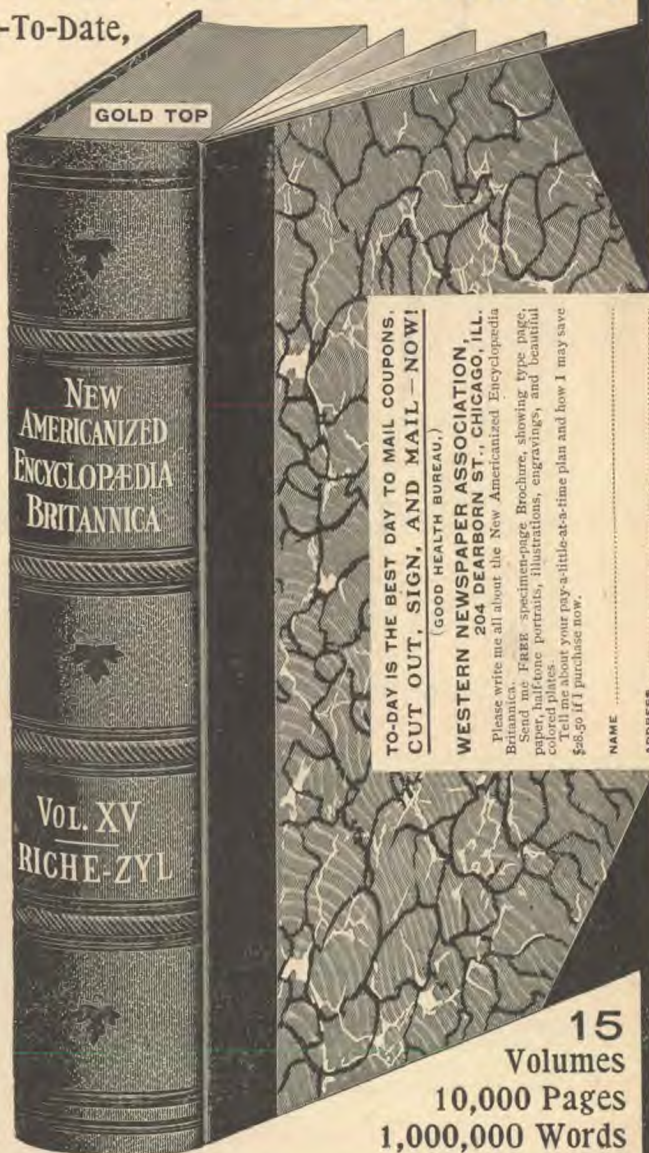 -To-Date,
GOLD TOP
NEW
AMERICANIZED
ENCYCLOPÆDIA
BRITANNICA
VOL. XV
RICHE-ZYL
TO-DAY IS THE BEST DAY TO MAIL COUPONS.
CUT OUT, SIGN, AND MAIL — NOW!
(GOOD HEALTH BUREAU.)
WESTERN NEWSPAPER ASSOCIATION,
204 DEARBORN ST., CHICAGO, ILL.
Please write me all about the New Americanized Encyclopædia
Britannica.
Send me FREE specimen-page Brochure, showing type page,
paper, half-tone portraits, illustrations, engravings, and beautiful
colored plates.
Tell me about your pay-a-little-at-a-time plan and how I may save
$28.50 if I purchase now.
NAME
ADDRESS
15
Volumes
10,000 Pages
1,000,000 Words